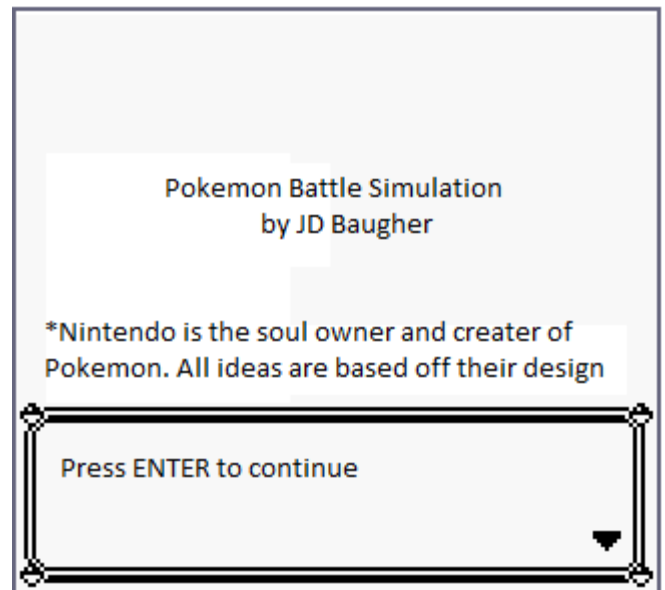 Pokemon Battle Simulation
by JD Baugher
*Nintendo is the soul owner and creater of
Pokemon. All ideas are based off their design
Press ENTER to continue